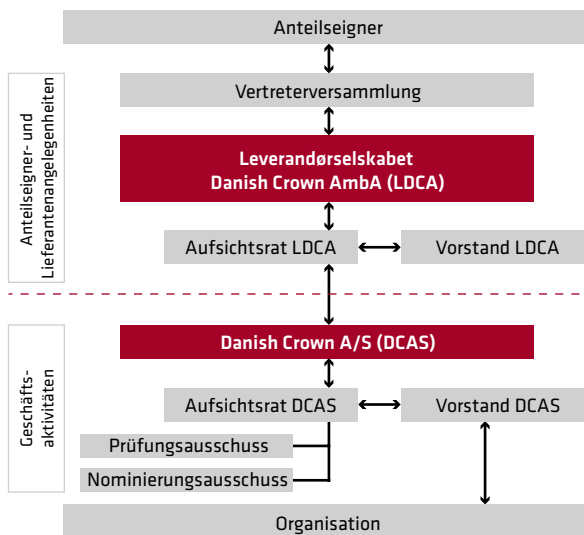 Anteilseigner
Anteilseigner- und
Lieferantenangelegenheiten
Vertreterversammlung
Leverandørselskabet
Danish Crown AmbA (LDCA)
Aufsichtsrat LDCA
Vorstand LDCA
Geschäfts-
aktivitäten
Danish Crown A/S (DCAS)
Aufsichtsrat DCAS
Vorstand DCAS
Prüfungsausschuss
Nominierungsausschuss
Organisation